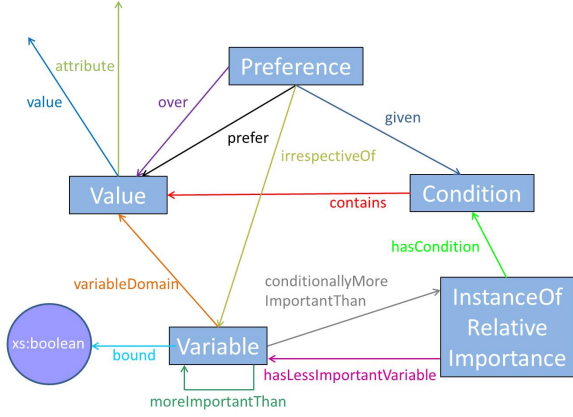 attribute
Preference
value
over
given
prefer
irrespectiveOf
Value
Condition
contains
hasCondition
variableDomain
conditionallyMore
ImportantThan
InstanceOf
Relative
Importance
xs:boolean
Variable
bound
hasLessImportantVariable
moreImportantThan